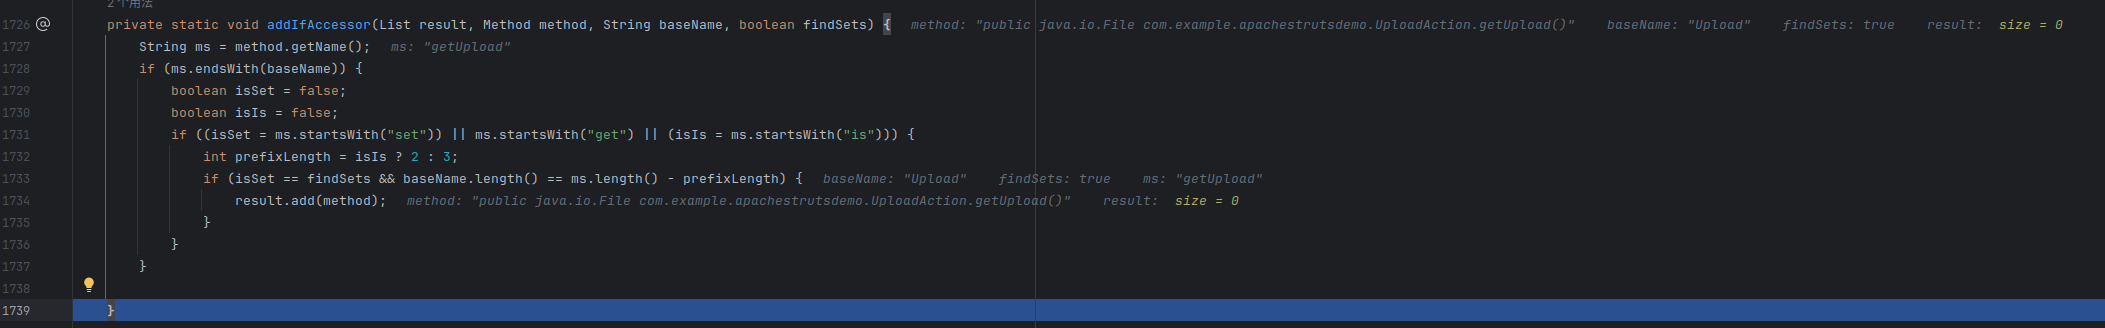 2个用法
1726 @ private static void addIfAccessor(List result, Method method, String baseName, boolean findSets) { method: "public java.io.File com.example.apachestrutsdemo.UploadAction.getUpload()" baseName: "Upload" findSets: true result: size = 0
1727 String ms = method.getName(); ms: "getUpload"
1728 if (ms.endsWith(baseName)) {
1729 boolean isSet = false;
1730 boolean isIs = false;
1731 if ((isSet = ms.startsWith("set")) || ms.startsWith("get") || (isIs = ms.startsWith("is"))) {
1732 int prefixLength = isIs ? 2 : 3;
1733 if (isSet == findSets && baseName.length() == ms.length() - prefixLength) { baseName: "Upload" findSets: true ms: "getUpload"
1734 result.add(method); method: "public java.io.File com.example.apachestrutsdemo.UploadAction.getUpload()" result: size = 0
1735 }
1736 }
1737 }
1738
1739 }